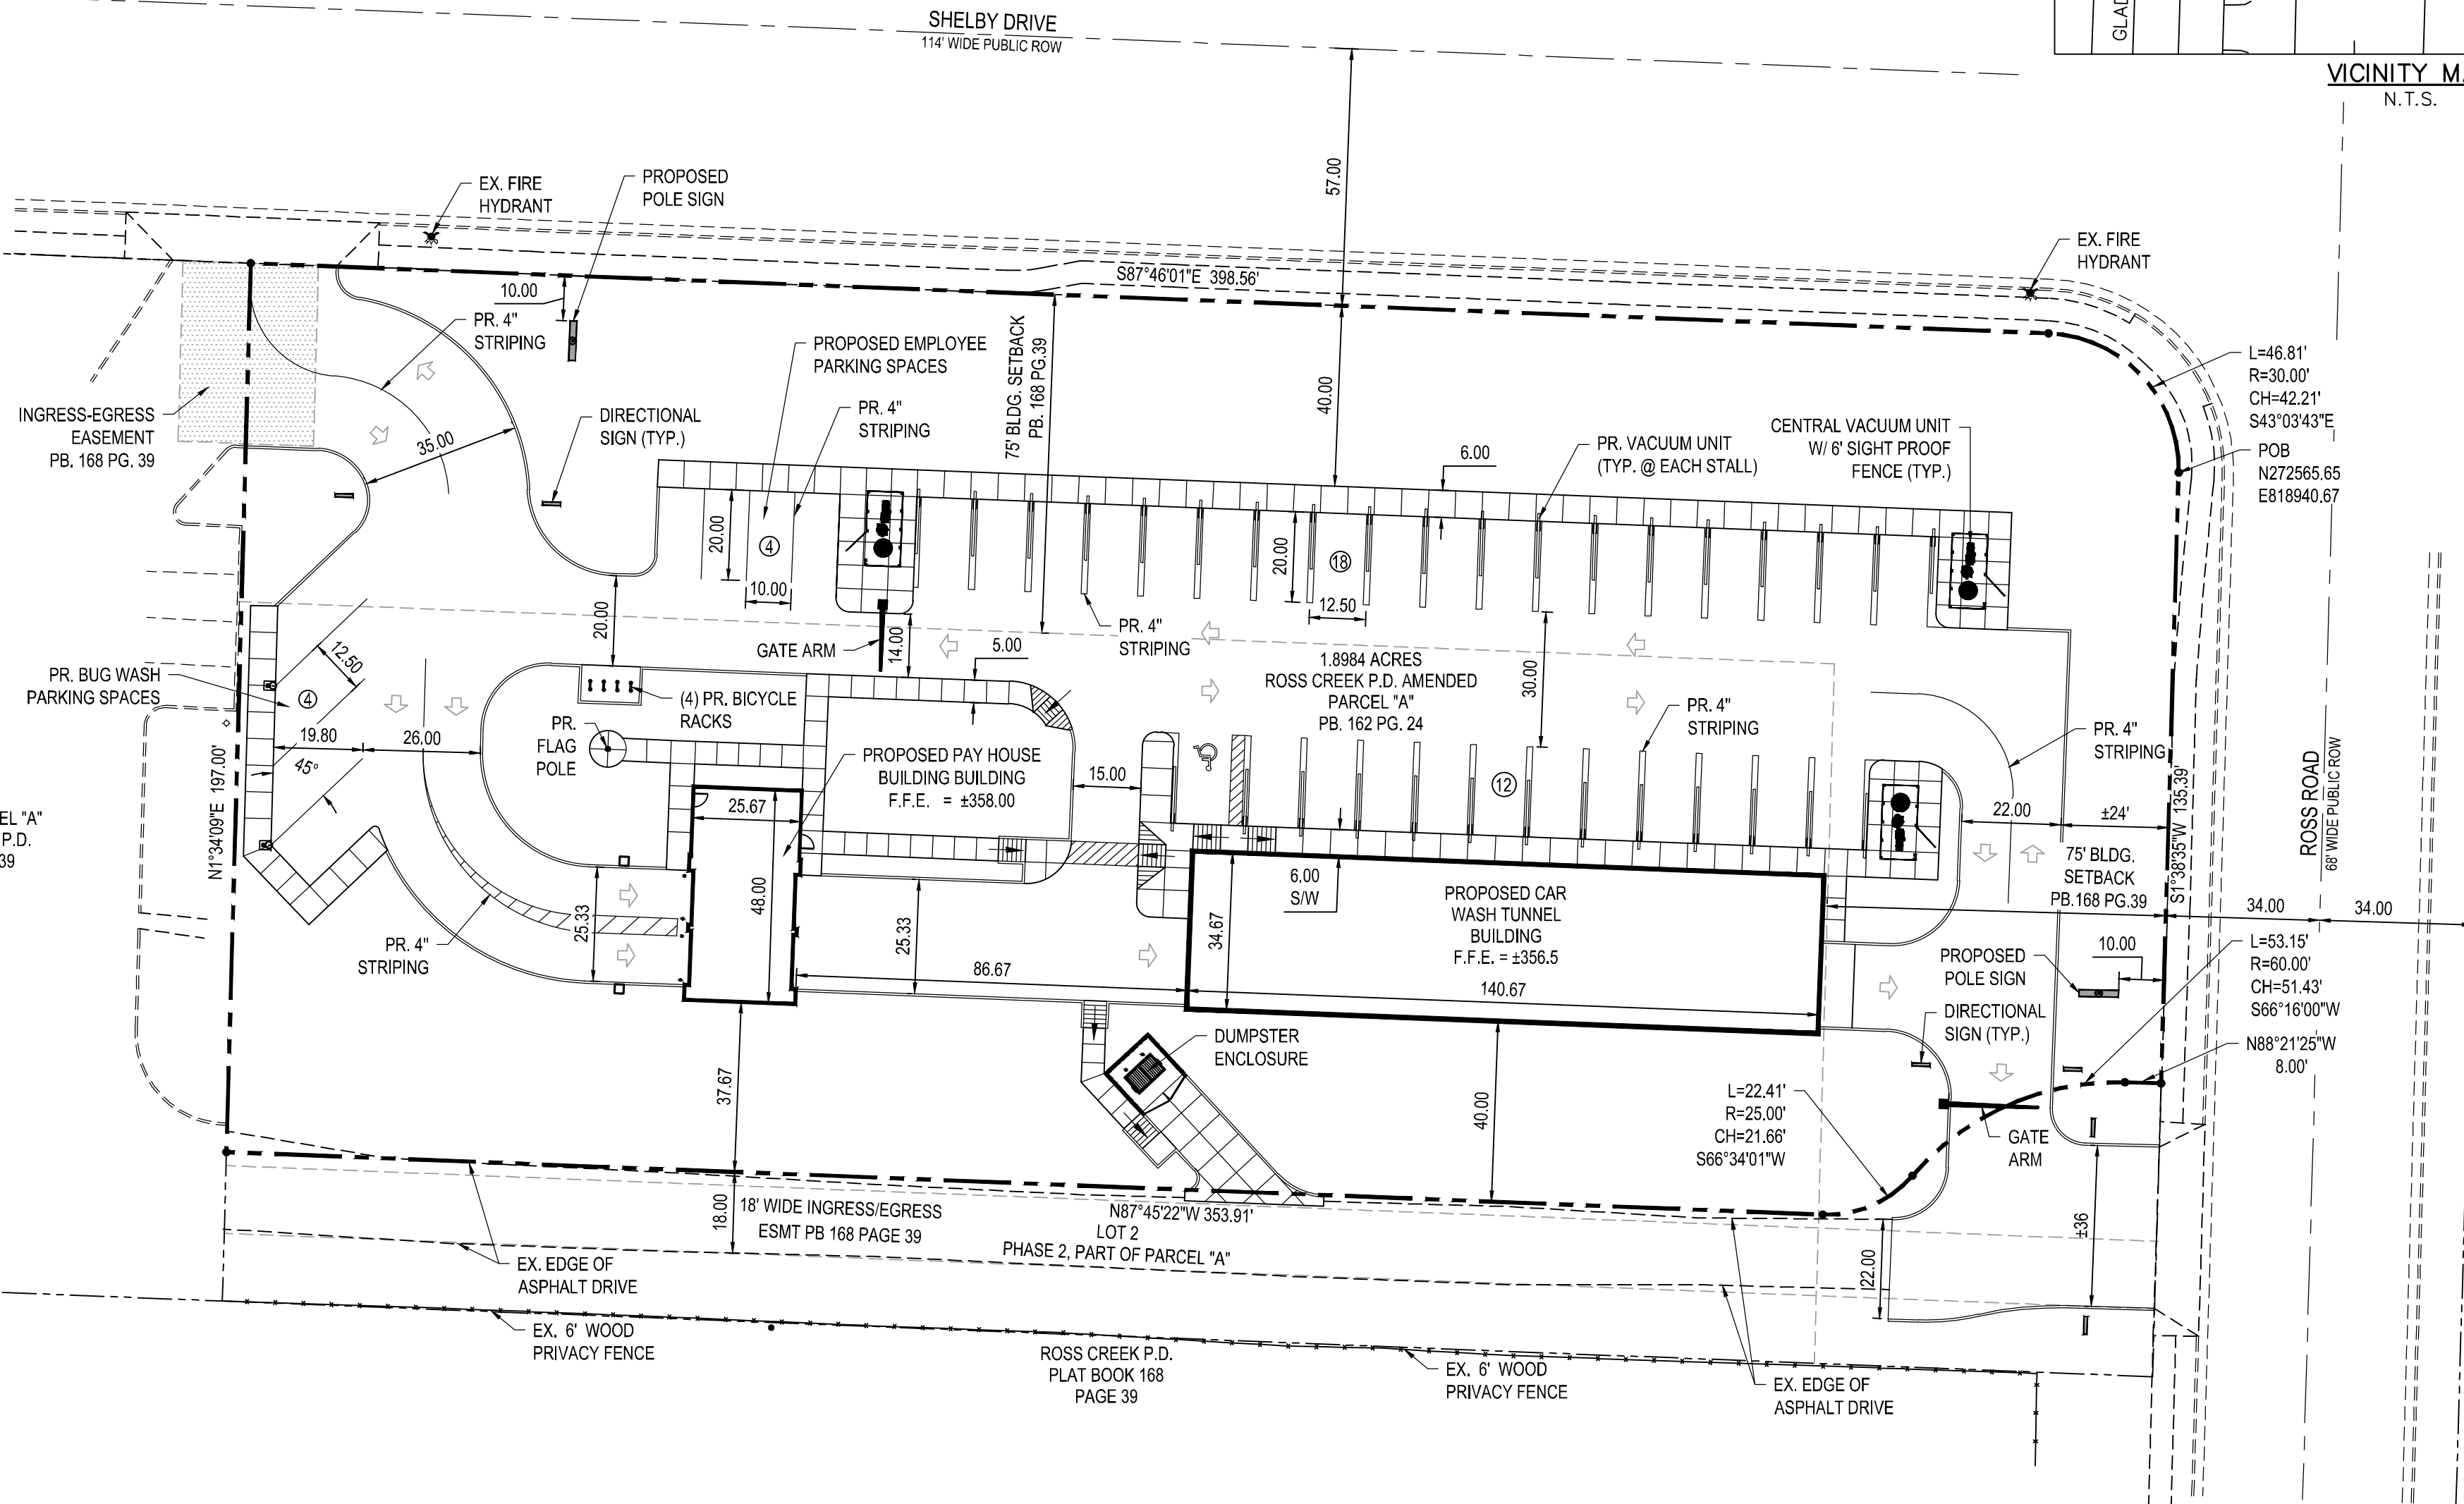 SHELBY DRIVE
114' WIDE PUBLIC ROW
GLAD
VICINITY MA
N.T.S.
57.00
EX. FIRE
HYDRANT
PROPOSED
POLE SIGN
EX. FIRE
HYDRANT
S87°46'01"E 398.56'
10.00
PR. 4"
STRIPING
PROPOSED EMPLOYEE
PARKING SPACES
75' BLDG. SETBACK
PB. 168 PG.39
40.00
L=46.81'
R=30.00'
CH=42.21'
S43°03'43"E
POB
N272565.65
E818940.67
INGRESS-EGRESS
EASEMENT
PB. 168 PG. 39
35.00
DIRECTIONAL
SIGN (TYP.)
PR. 4"
STRIPING
6.00
PR. VACUUM UNIT
(TYP. @ EACH STALL)
CENTRAL VACUUM UNIT
W/ 6' SIGHT PROOF
FENCE (TYP.)
20.00
4
10.00
20.00
18
12.50
20.00
GATE ARM
14.00
5.00
PR. 4"
STRIPING
1.8984 ACRES
ROSS CREEK P.D. AMENDED
PARCEL "A"
PB. 162 PG. 24
30.00
PR. 4"
STRIPING
PR. 4"
STRIPING
PR. BUG WASH
PARKING SPACES
12.50
4
19.80
26.00
45°
N1°34'09"E 197.00'
PR.
FLAG
POLE
(4) PR. BICYCLE
RACKS
PROPOSED PAY HOUSE
BUILDING BUILDING
F.F.E. = ±358.00
15.00
12
22.00
±24'
S1°38'35"W 135.39'
ROSS ROAD
68' WIDE PUBLIC ROW
EL "A"
P.D.
39
25.67
48.00
25.33
25.33
86.67
6.00
S/W
34.67
PROPOSED CAR
WASH TUNNEL
BUILDING
F.F.E. = ±356.5
140.67
75' BLDG.
SETBACK
PB.168 PG.39
34.00
34.00
10.00
PROPOSED
POLE SIGN
L=53.15'
R=60.00'
CH=51.43'
S66°16'00"W
PR. 4"
STRIPING
DIRECTIONAL
SIGN (TYP.)
N88°21'25"W
8.00'
37.67
DUMPSTER
ENCLOSURE
40.00
L=22.41'
R=25.00'
CH=21.66'
S66°34'01"W
GATE
ARM
18.00
18' WIDE INGRESS/EGRESS
ESMT PB 168 PAGE 39
N87°45'22"W 353.91'
LOT 2
PHASE 2, PART OF PARCEL "A"
22.00
±36
EX. EDGE OF
ASPHALT DRIVE
EX. 6' WOOD
PRIVACY FENCE
ROSS CREEK P.D.
PLAT BOOK 168
PAGE 39
EX. 6' WOOD
PRIVACY FENCE
EX. EDGE OF
ASPHALT DRIVE